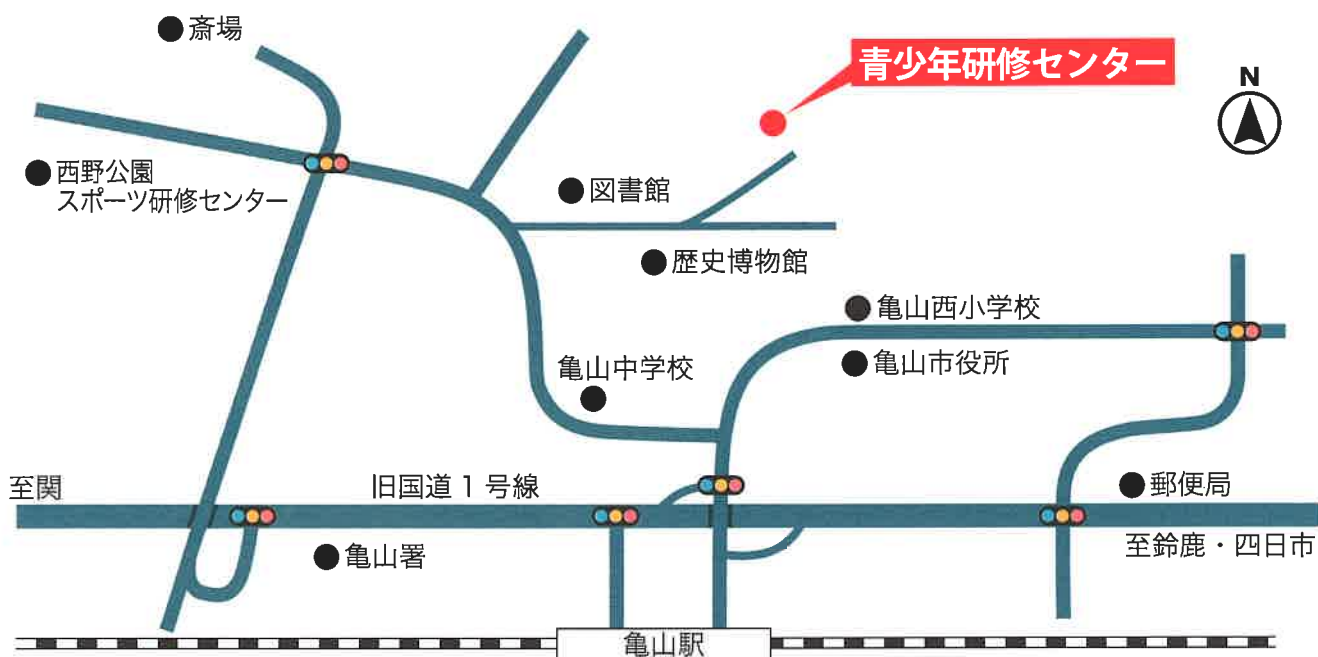 斎場
青少年研修センター
N
西野公園
スポーツ研修センター
図書館
歴史博物館
亀山西小学校
亀山中学校
亀山市役所
至関
旧国道1号線
郵便局
亀山署
至鈴鹿・四日市
亀山駅